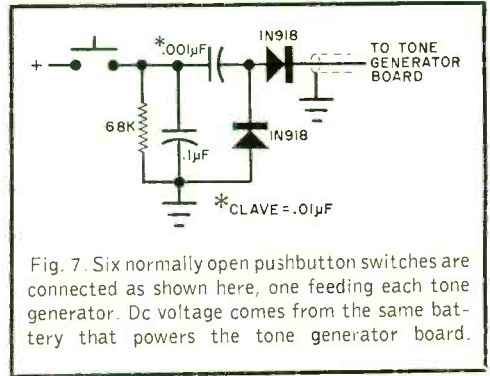 *.001µF
IN918
TO TONE
GENERATOR
BOARD
+
68K
.1µF
IN918
*CLAVE=.01µF
Fig. 7. Six normally open pushbutton switches are
connected as shown here, one feeding each tone
generator. Dc voltage comes from the same bat-
tery that powers the tone generator board.